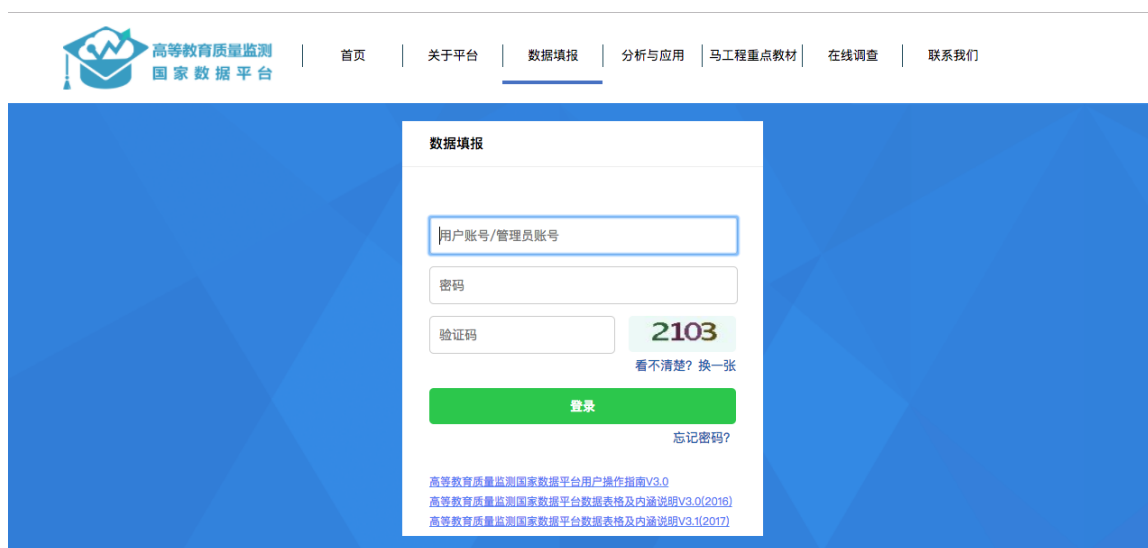 高等教育质量监测
国家数据平台
首页
关于平台
数据填报
分析与应用
马工程重点教材
在线调查
联系我们
数据填报
用户账号/管理员账号
密码
验证码
2103
看不清楚? 换一张
登录
忘记密码?
高等教育质量监测国家数据平台用户操作指南V3.0
高等教育质量监测国家数据平台数据表格及内涵说明V3.0(2016)
高等教育质量监测国家数据平台数据表格及内涵说明V3.1(2017)